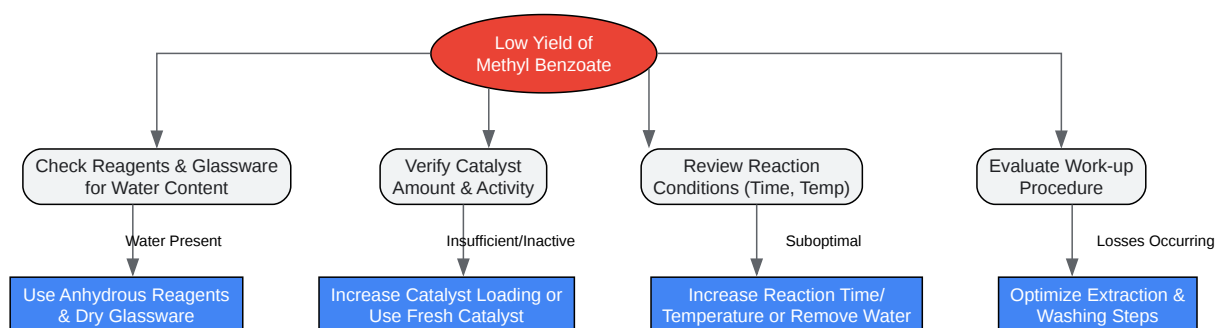 Low Yield of
Methyl Benzoate
Check Reagents & Glassware
for Water Content
Verify Catalyst
Amount & Activity
Review Reaction
Conditions (Time, Temp)
Evaluate Work-up
Procedure
Water Present
Insufficient/Inactive
Suboptimal
Losses Occurring
Use Anhydrous Reagents
& Dry Glassware
Increase Catalyst Loading or
Use Fresh Catalyst
Increase Reaction Time/
Temperature or Remove Water
Optimize Extraction &
Washing Steps